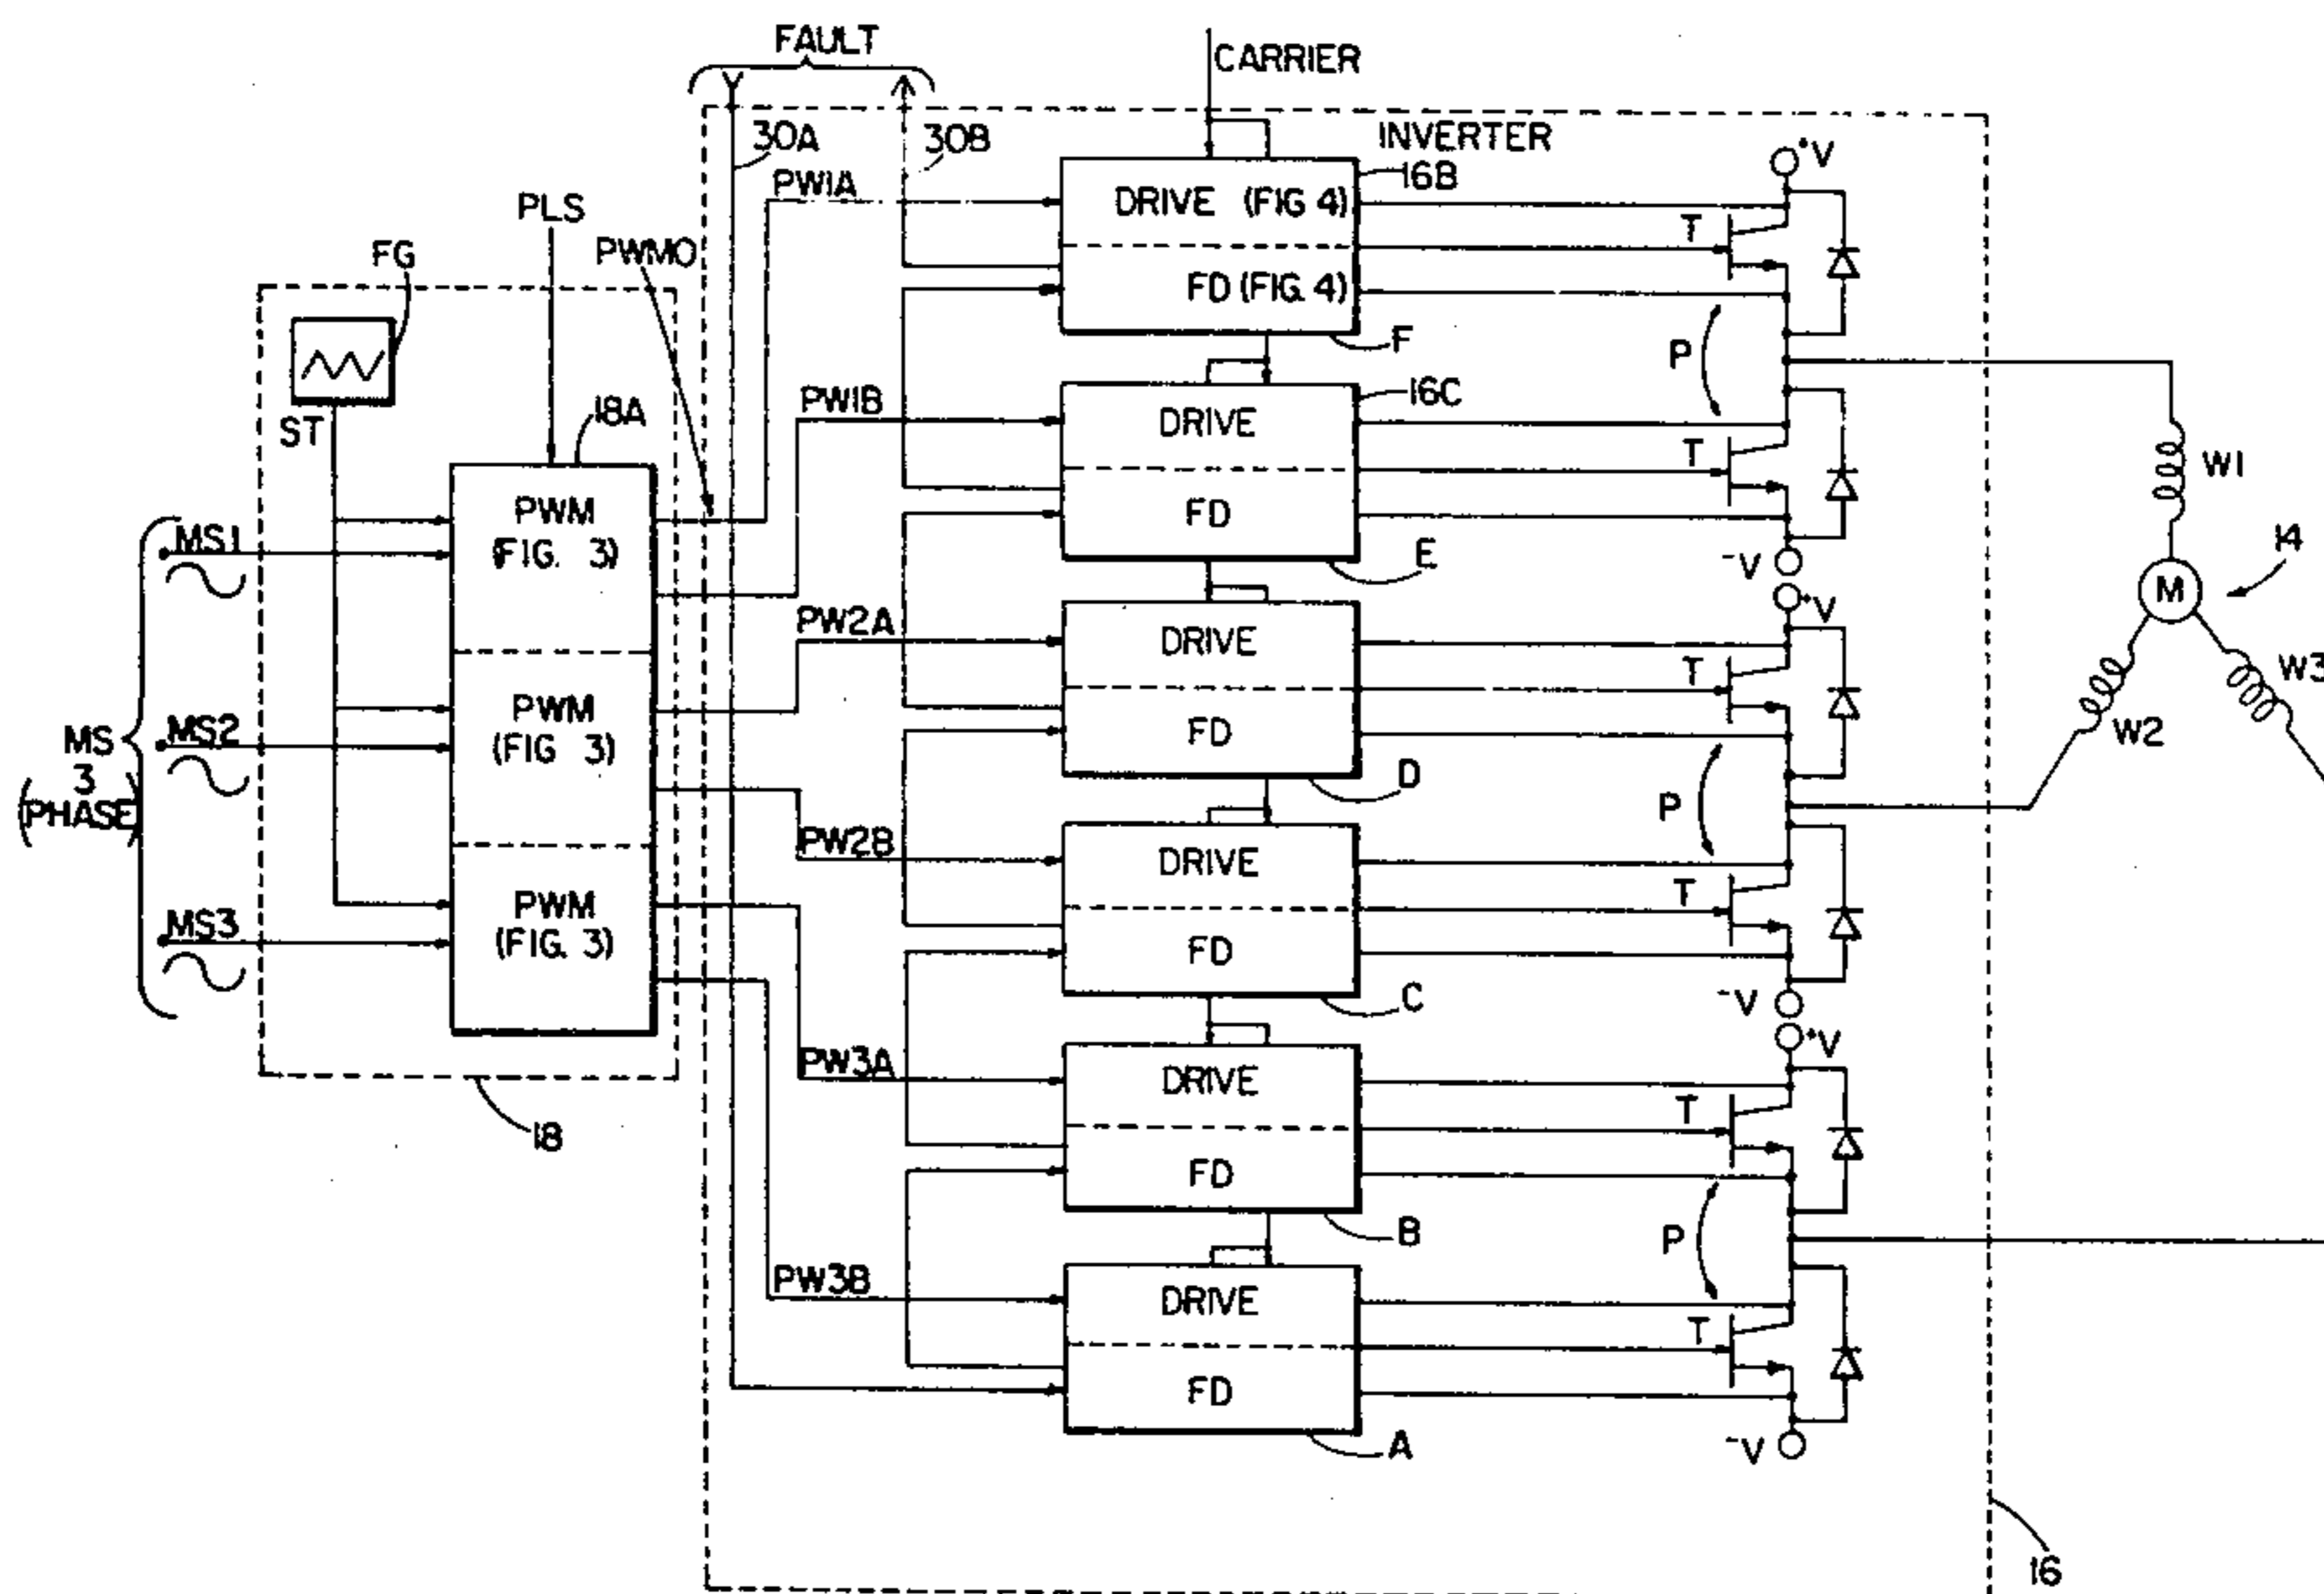 FAULT
CARRIER
30A
30B
INVERTER
+V
PW1A
16B
PLS
DRIVE (FIG 4)
T
FG
PWMO
FD (FIG. 4)
F
P
ST
18A
PW1B
16C
DRIVE
T
W1
PWM
(FIG. 3)
FD
MS1
E
-V
14
+V
M
PW2A
DRIVE
T
W3
MS
3
(PHASE)
MS2
PWM
(FIG. 3)
FD
W2
D
P
PW2B
DRIVE
T
MS3
PWM
(FIG. 3)
FD
C
-V
+V
PW3A
DRIVE
T
18
FD
B
P
PW3B
DRIVE
T
FD
A
-V
16